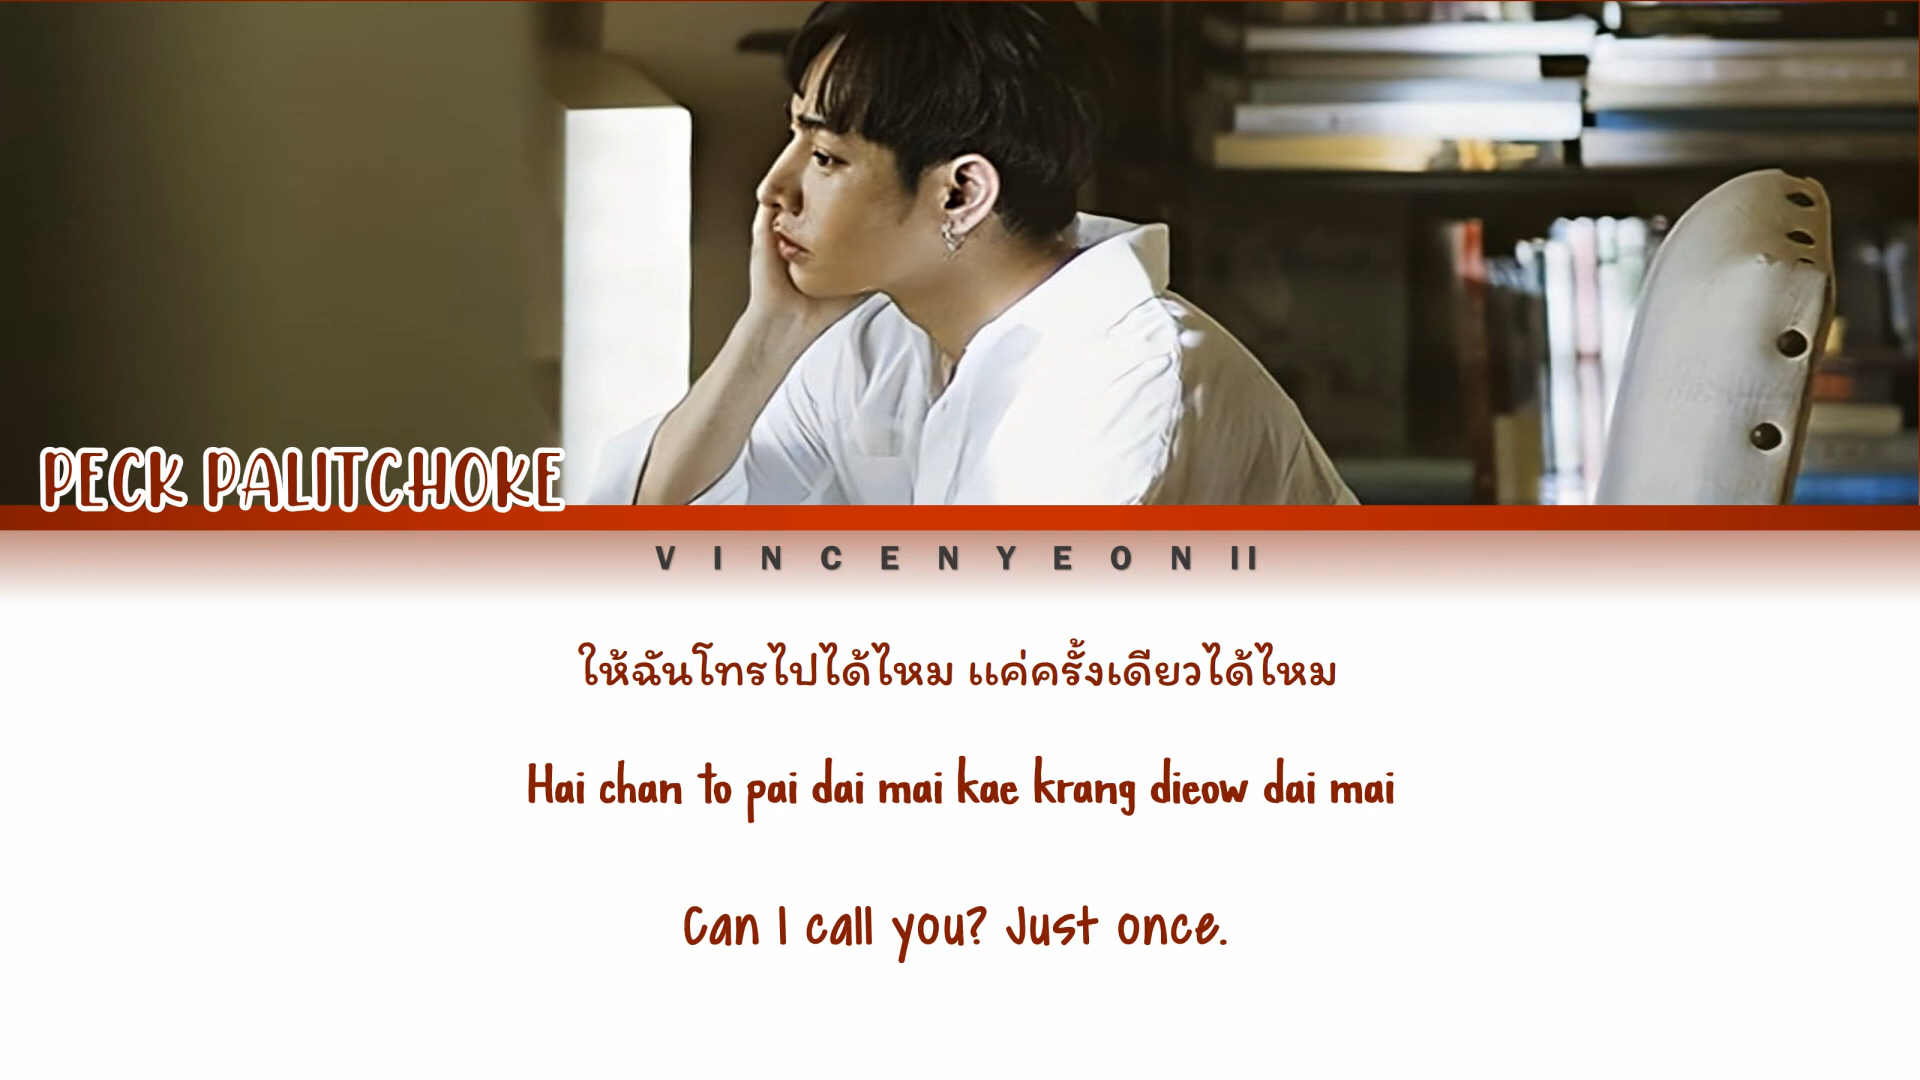 PECK PALITCHOKE
VINCENYEON II
ให้ฉันโทรไปได้ไหม แค่ครั้งเดียวได้ไหม
Hai chan to pai dai mai kae krang dieow dai mai
Can I call you? Just once.